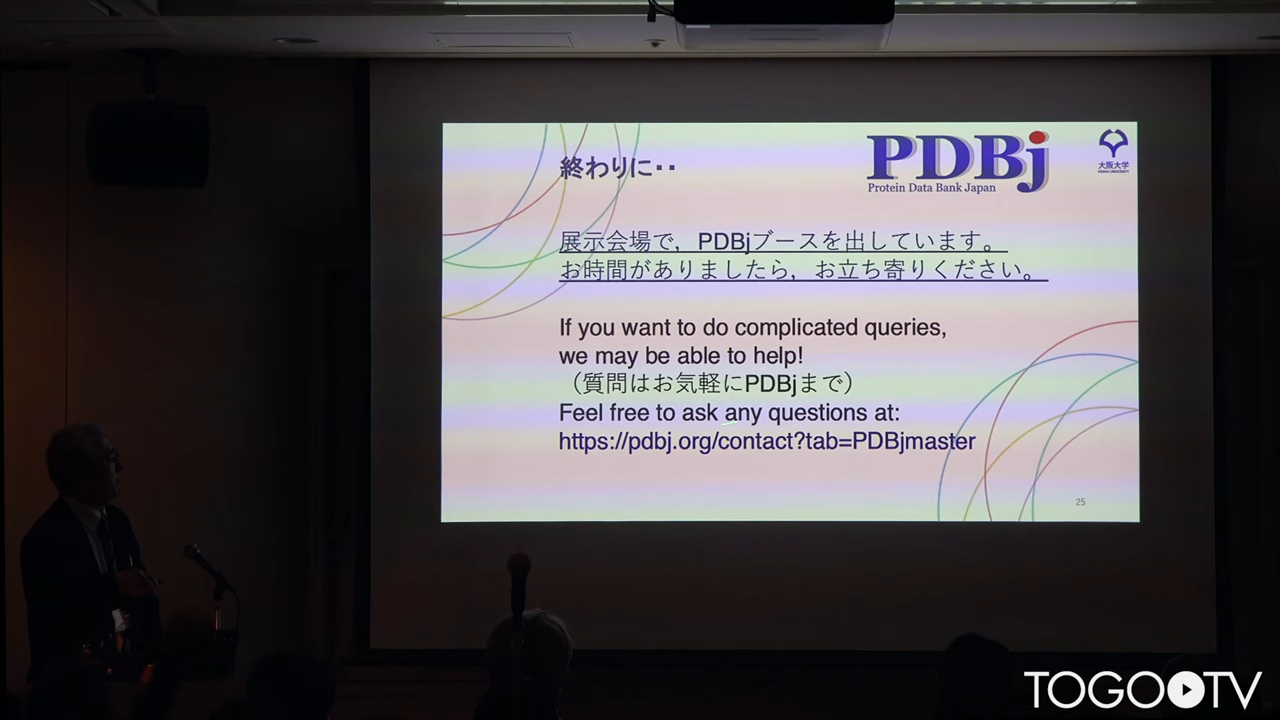 終わりに・・
PDBj
Protein Data Bank Japan
大阪大学
OSAKA UNIVERSITY
展示会場で，PDBjブースを出しています。
お時間がありましたら，お立ち寄りください。
If you want to do complicated queries,
we may be able to help!
（質問はお気軽にPDBjまで）
Feel free to ask any questions at:
https://pdbj.org/contact?tab=PDBjmaster
25
TOGOTV